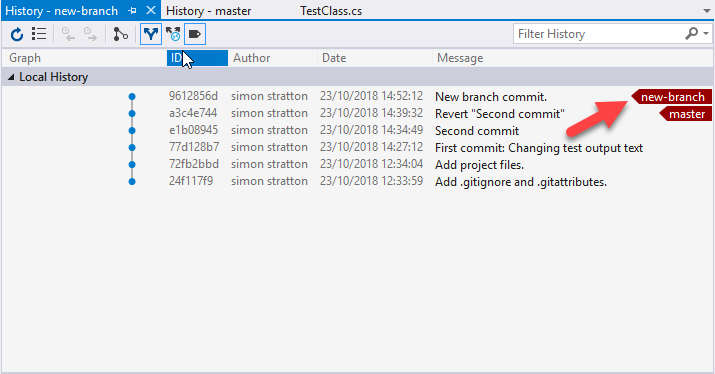 History - new-branch History - master TestClass.cs
Filter History
Graph ID Author Date Message
Local History
9612856d simon stratton 23/10/2018 14:52:12 New branch commit. new-branch
a3c4e744 simon stratton 23/10/2018 14:39:32 Revert "Second commit" master
e1b08945 simon stratton 23/10/2018 14:34:49 Second commit
77d128b7 simon stratton 23/10/2018 14:27:12 First commit: Changing test output text
72fb2bbd simon stratton 23/10/2018 12:34:04 Add project files.
24f117f9 simon stratton 23/10/2018 12:33:59 Add .gitignore and .gitattributes.